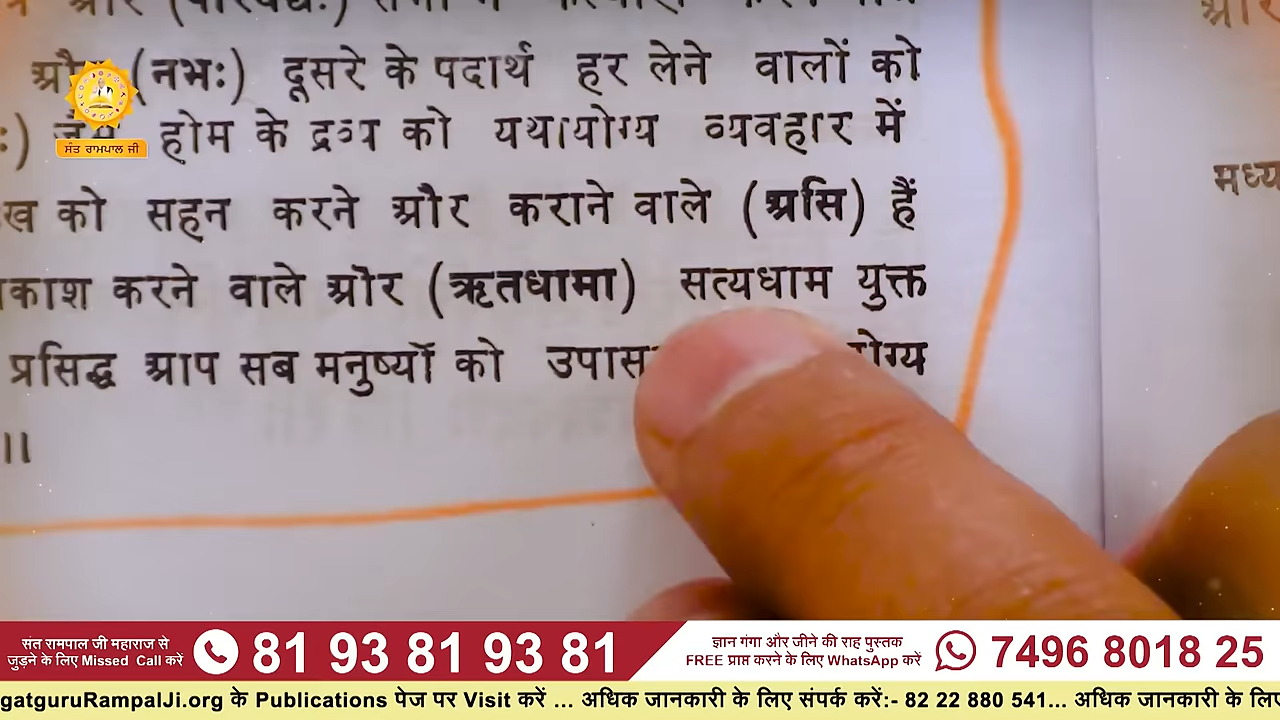 और (नभः) दूसरे के पदार्थ हर लेने वालों को
होम के द्रव्य को यथायोग्य व्यवहार में
को सहन करने और कराने वाले (असि) हैं
करने वाले और (ऋतधामा) सत्यधाम युक्त
प्रसिद्ध आप सब मनुष्यों को
॥
मध्य
संत रामपाल जी
संत रामपाल जी महाराज से
जुड़ने के लिए Missed Call करें
81 93 81 93 81
ज्ञान गंगा और जीने की राह पुस्तक
FREE प्राप्त करने के लिए WhatsApp करें
7496 8018 25
gatguruRampalJi.org के Publications पेज पर Visit करें ... अधिक जानकारी के लिए संपर्क करें:- 82 22 880 541... अधिक जानकारी के लिए